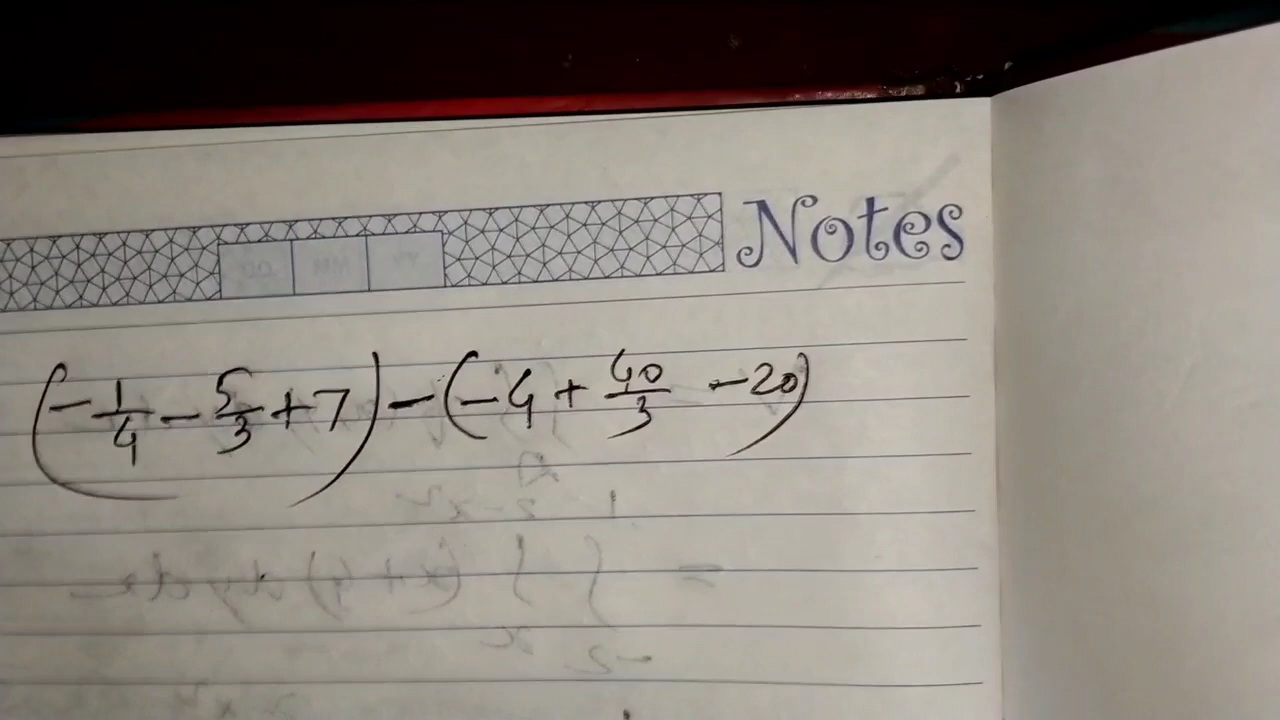 Notes
(-1/4 - 5/3 + 7) - (-4 + 40/3 - 20)